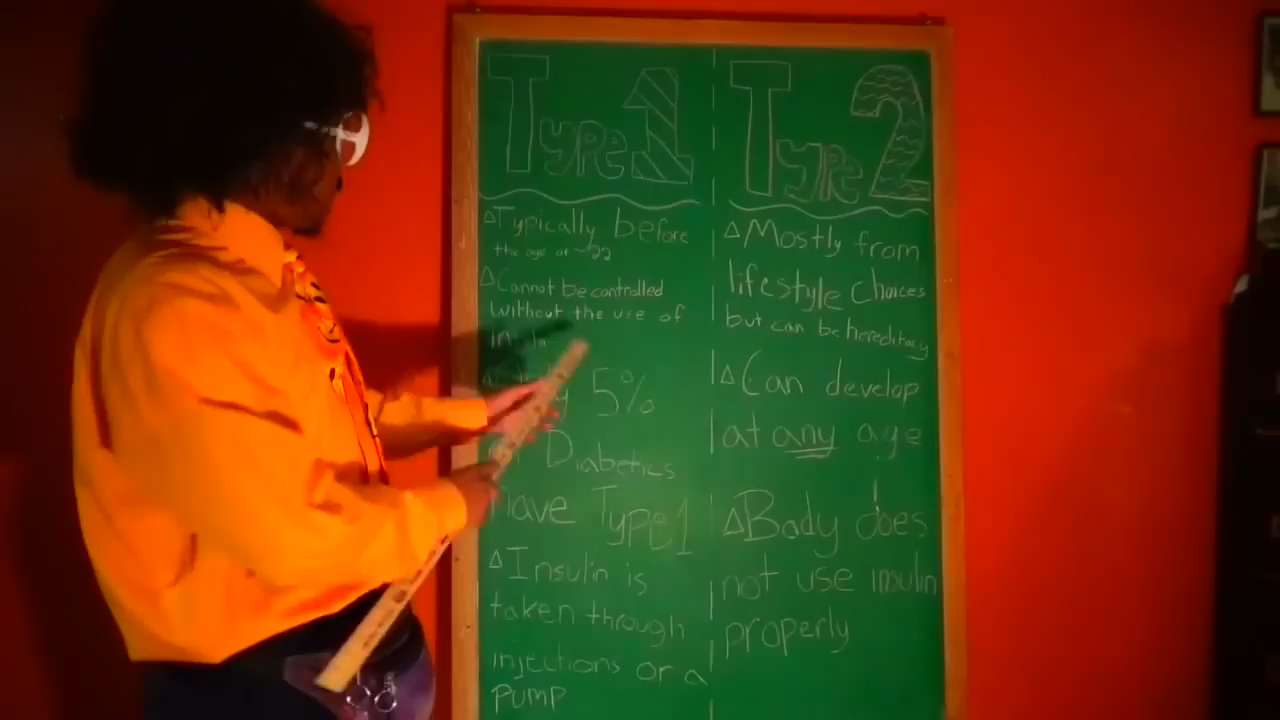 Type 1
△Typically before
the age of ~22
△Cannot be controlled
without the use of
5%
Diabetics
have Type 1
△Insulin is
taken through
injections or a
pump
Type 2
△Mostly from
lifestyle choices
but can be hereditary
△Can develop
at any age
△Body does
not use insulin
properly